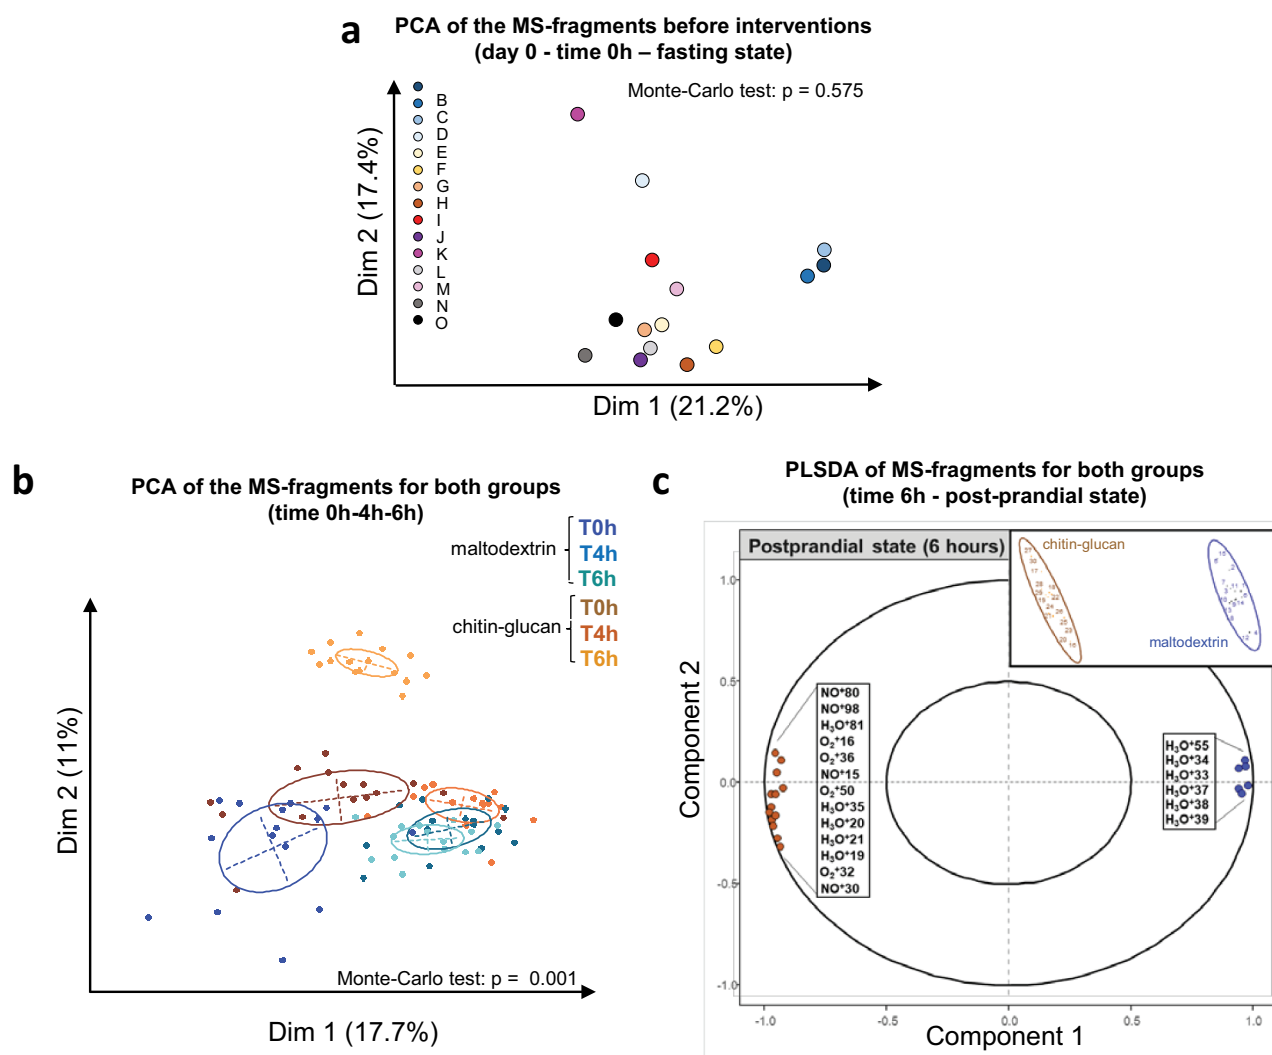 a
PCA of the MS-fragments before interventions
(day 0 - time 0h – fasting state)
Monte-Carlo test: p = 0.575
B
C
D
E
F
G
H
I
J
K
L
M
N
O
Dim 2 (17.4%)
Dim 1 (21.2%)
b
PCA of the MS-fragments for both groups
(time 0h-4h-6h)
maltodextrin
T0h
T4h
T6h
chitin-glucan
T0h
T4h
T6h
Dim 2 (11%)
Monte-Carlo test: p = 0.001
Dim 1 (17.7%)
c
PLSDA of MS-fragments for both groups
(time 6h - post-prandial state)
Postprandial state (6 hours)
chitin-glucan
maltodextrin
NO⁺80
NO⁺98
H₃O⁺81
O₂⁺16
O₂⁺36
NO⁺15
O₂⁺50
H₃O⁺35
H₃O⁺20
H₃O⁺21
H₃O⁺19
O₂⁺32
NO⁺30
H₃O⁺55
H₃O⁺34
H₃O⁺33
H₃O⁺37
H₃O⁺38
H₃O⁺39
1.0
0.5
0.0
-0.5
-1.0
Component 2
-1.0 -0.5 0.0 0.5 1.0
Component 1